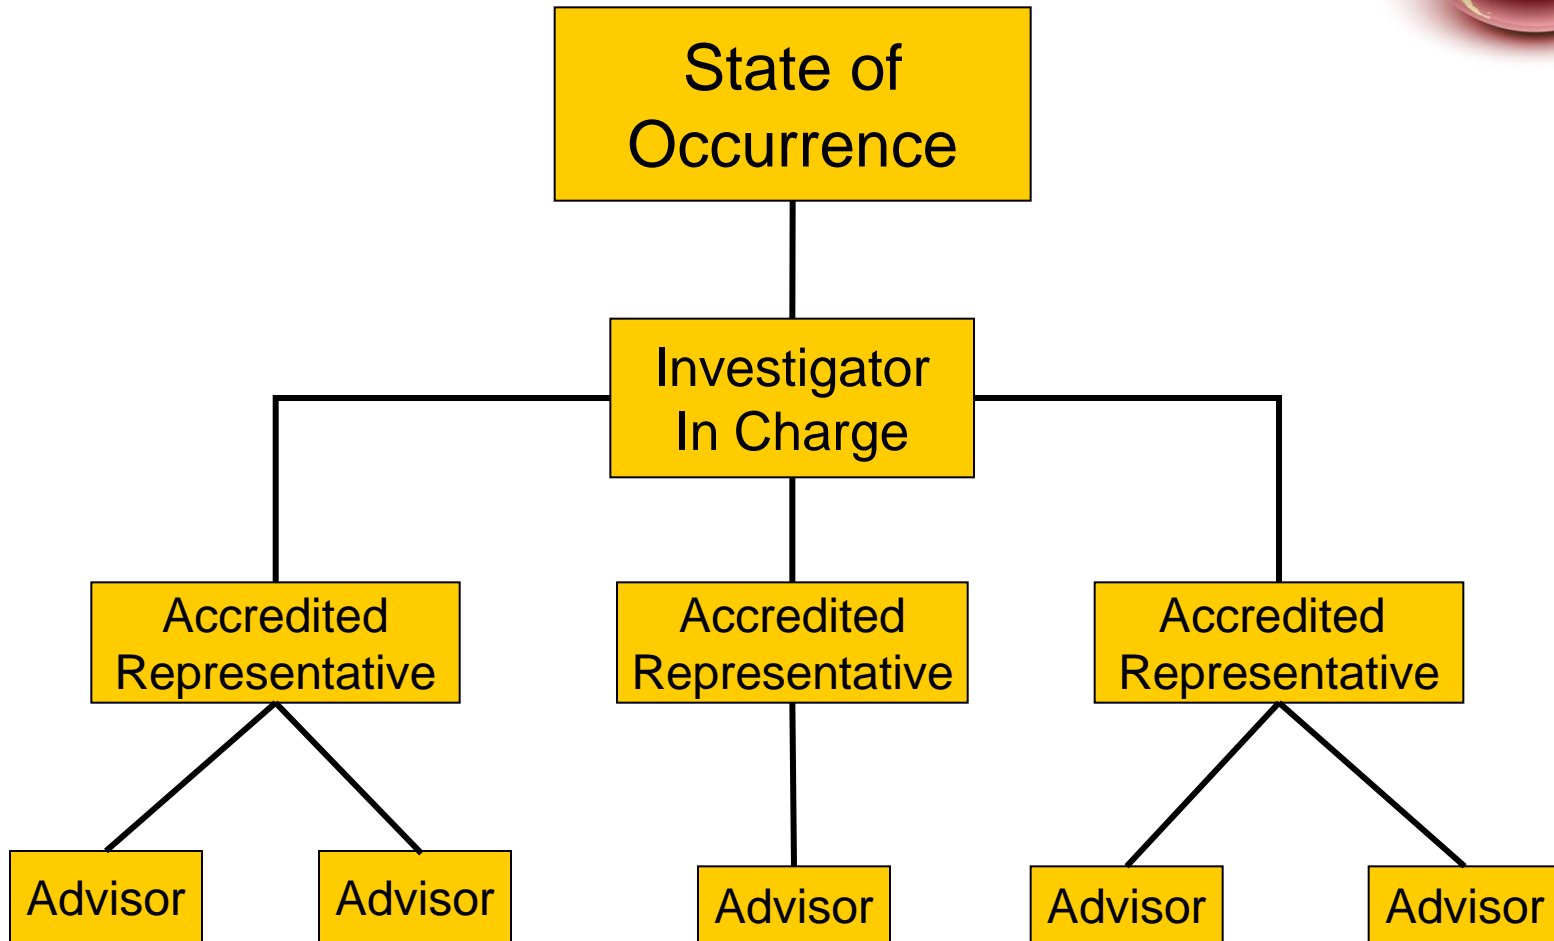 State of
Occurrence
Investigator
In Charge
Accredited
Representative
Accredited
Representative
Accredited
Representative
Advisor
Advisor
Advisor
Advisor
Advisor